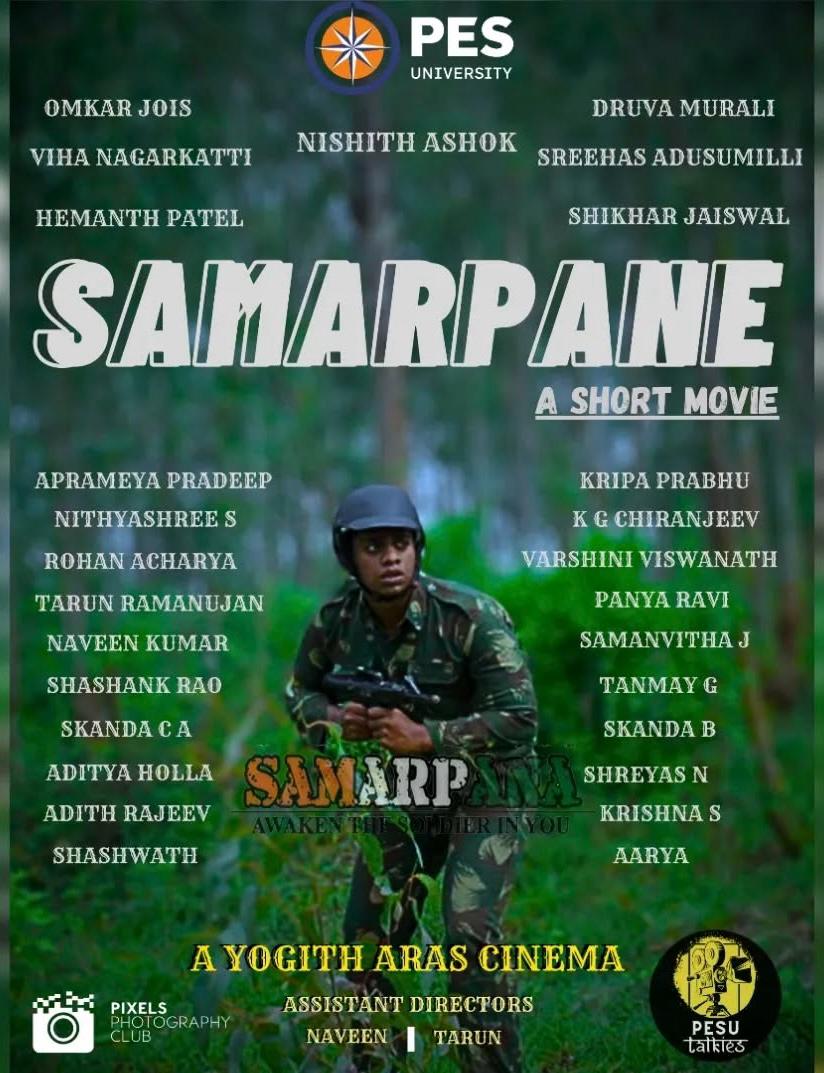 PES
UNIVERSITY
OMKAR JOIS
DRUVA MURALI
NISHITH ASHOK
VIHA NAGARKATTI
SREEHAS ADUSUMILLI
HEMANTH PATEL
SHIKHAR JAISWAL
SAMARPANE
A SHORT MOVIE
APRAMEYA PRADEEP
KRIPA PRABHU
NITHYASHREE S
K G CHIRANJEEV
ROHAN ACHARYA
VARSHINI VISWANATH
TARUN RAMANUJAN
PANYA RAVI
NAVEEN KUMAR
SAMANVITHA J
SHASHANK RAO
TANMAY G
SKANDA C A
SKANDA B
ADITYA HOLLA
SHREYAS N
SAMARPANA
AWAKEN THE SOLDIER IN YOU
ADITH RAJEEV
KRISHNA S
SHASHWATH
AARYA
A YOGITH ARAS CINEMA
ASSISTANT DIRECTORS
NAVEEN | TARUN
PIXELS
PHOTOGRAPHY
CLUB
PESU
talkies